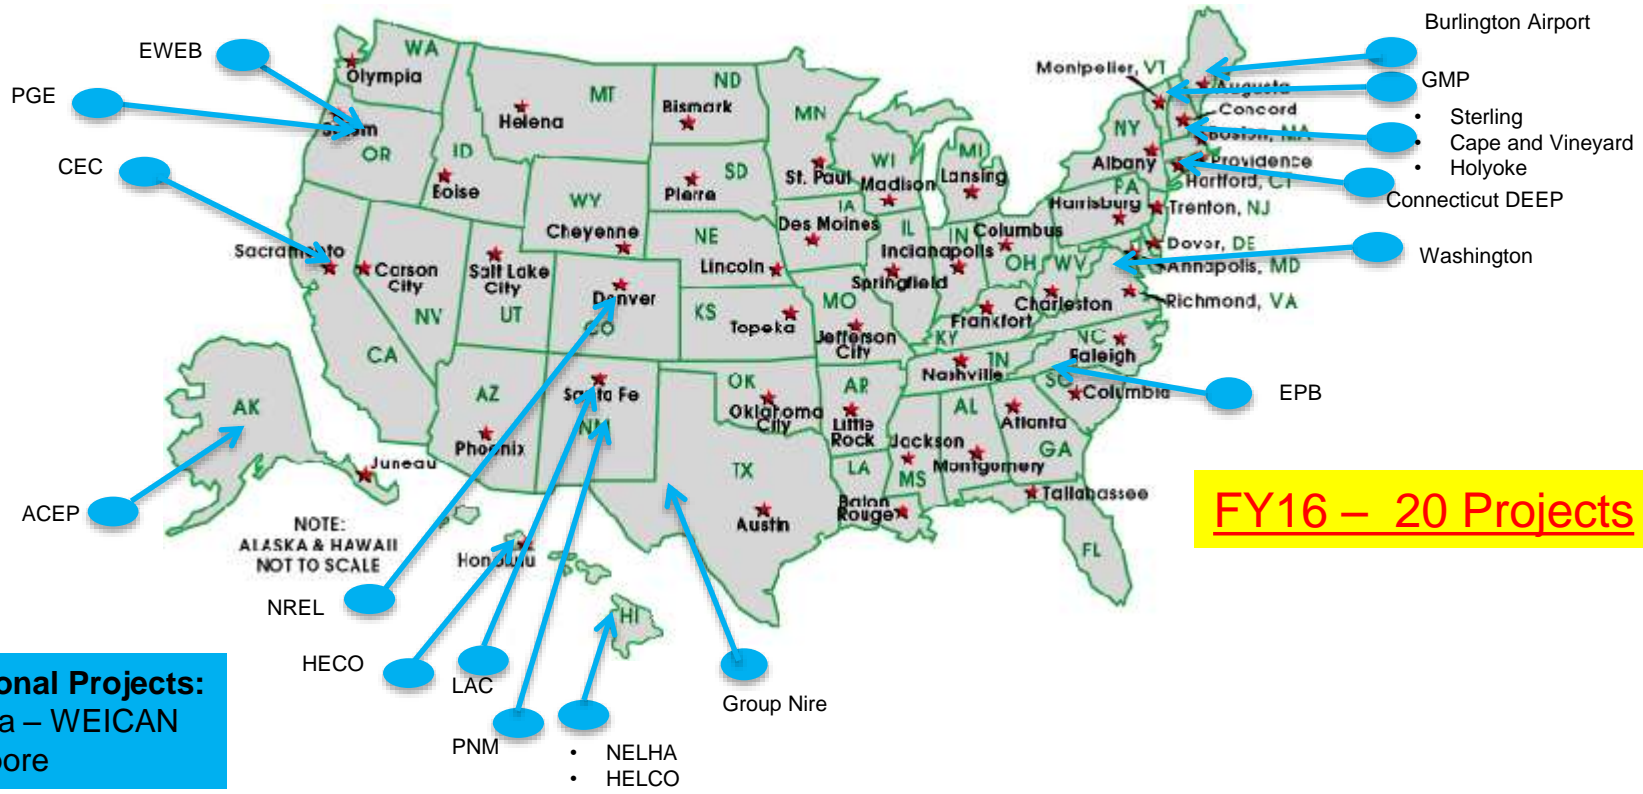 Burlington Airport
EWEB
WA
Montpelier, VT
GMP
Olympia
ND
PGE
MT
Augusta
Bismark
MN
Concord
Sterling
Helena
NY
Boston, MA
Cape and Vineyard
OR
ID
SD
WI
MI
Albany
Providence
Holyoke
CEC
St. Paul
Madison
Lansing
Hartford, CT
Boise
Pierre
PA
Connecticut DEEP
WY
IA
Harrisburg
Trenton, NJ
Cheyenne
NE
Des Moines
IL
IN
Columbus
Sacramento
Indianapolis
Dover, DE
Washington
Carson City
Salt Lake City
Lincoln
OH
WV
Annapolis, MD
Springfield
Denver
MO
Charleston
Richmond, VA
NV
UT
CO
KS
Topeka
Frankfort
Jefferson City
KY
NC
CA
Raleigh
TN
Nashville
OK
SC
Santa Fe
AR
Columbia
EPB
AK
AZ
Oklahoma City
AL
NM
Little Rock
Atlanta
Phoenix
Jackson
GA
Juneau
TX
LA
Montgomery
MS
Tallahassee
ACEP
Baton Rouge
FY16 – 20 Projects
NOTE:
Austin
ALASKA & HAWAII
NOT TO SCALE
Honolulu
FL
NREL
HI
HECO
LAC
onal Projects:
Group Nire
a – WEICAN
PNM
ore
NELHA
HELCO